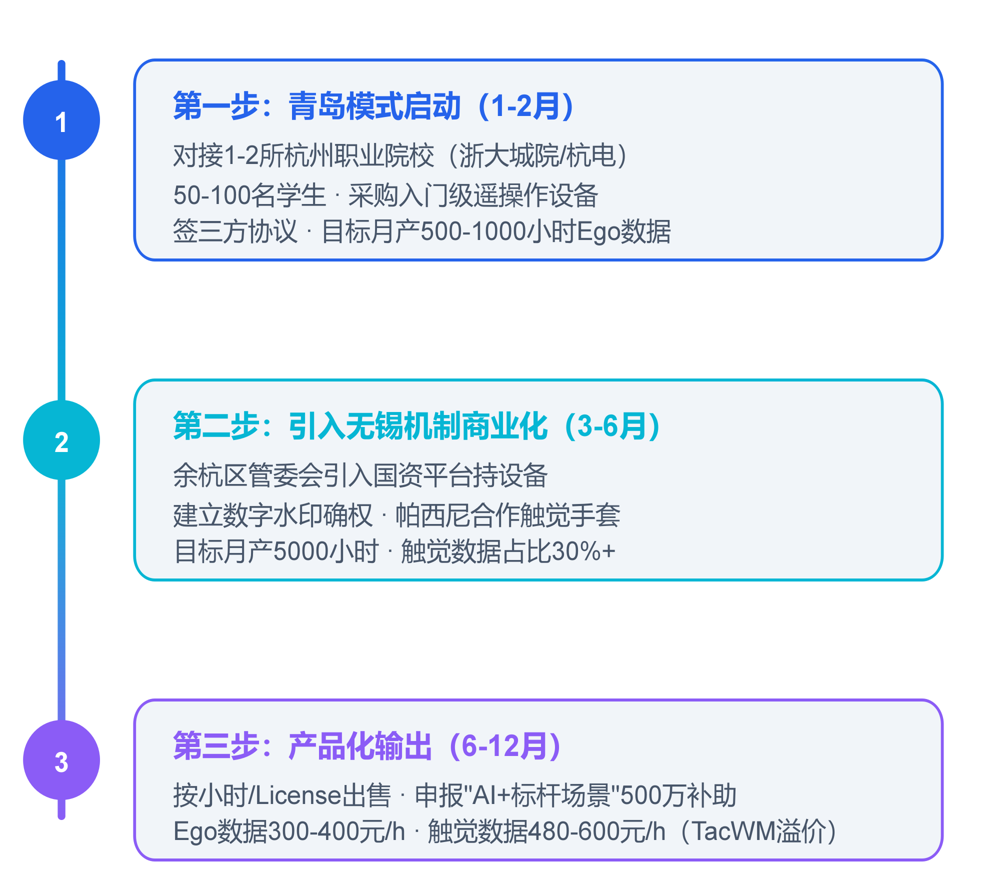 1
第一步：青岛模式启动（1-2月）
对接1-2所杭州职业院校（浙大城院/杭电）
50-100名学生 · 采购入门级遥操作设备
签三方协议 · 目标月产500-1000小时Ego数据
2
第二步：引入无锡机制商业化（3-6月）
余杭区管委会引入国资平台持设备
建立数字水印确权 · 帕西尼合作触觉手套
目标月产5000小时 · 触觉数据占比30%+
3
第三步：产品化输出（6-12月）
按小时/License出售 · 申报"AI+标杆场景"500万补助
Ego数据300-400元/h · 触觉数据480-600元/h（TacWM溢价）